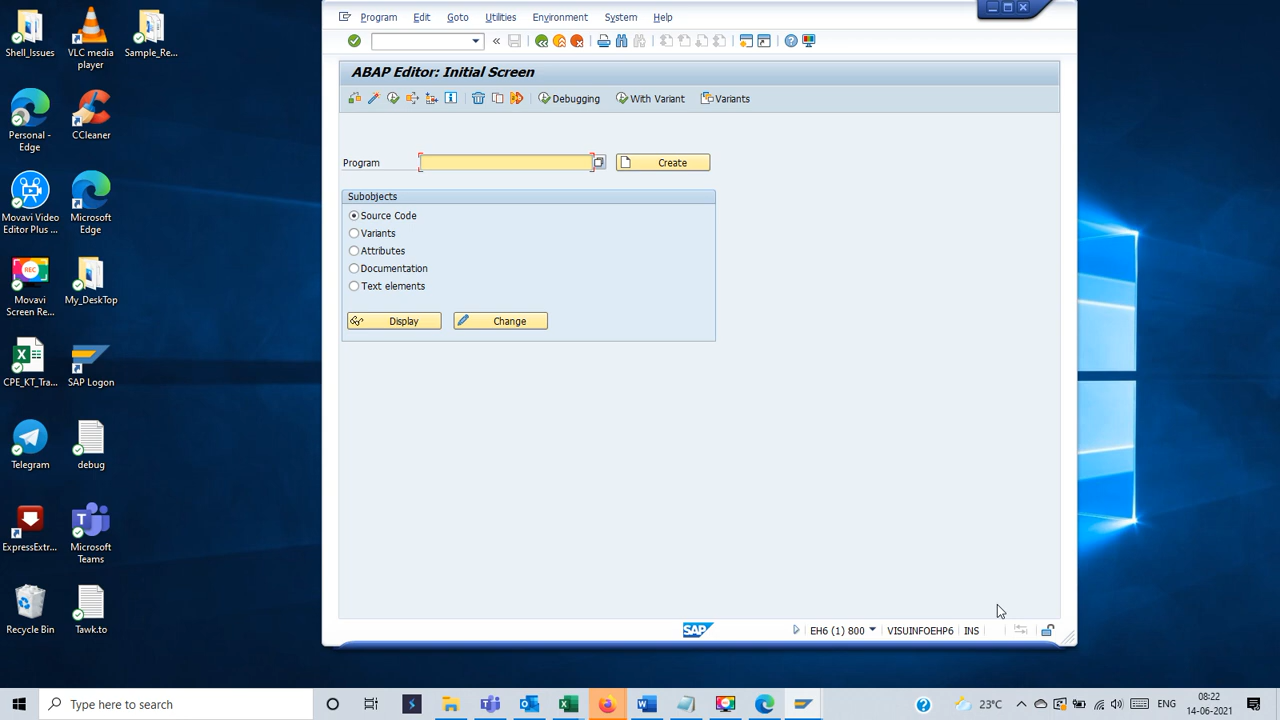 Shell_Issues
VLC media
player
Sample_Re...
Personal -
Edge
CCleaner
Movavi Video
Editor Plus ...
Microsoft
Edge
Movavi
Screen Re...
REC
My_DeskTop
CPE_KT_Tra...
SAP Logon
Telegram
debug
ExpressExtr...
Microsoft
Teams
Recycle Bin
Tawk.to
Program Edit Goto Utilities Environment System Help
ABAP Editor: Initial Screen
Debugging With Variant Variants
Program Create
Subobjects
Source Code
Variants
Attributes
Documentation
Text elements
Display Change
SAP EH6 (1) 800 VISUINFOEHP6 INS
Type here to search
23°C ENG
08:22
14-06-2021